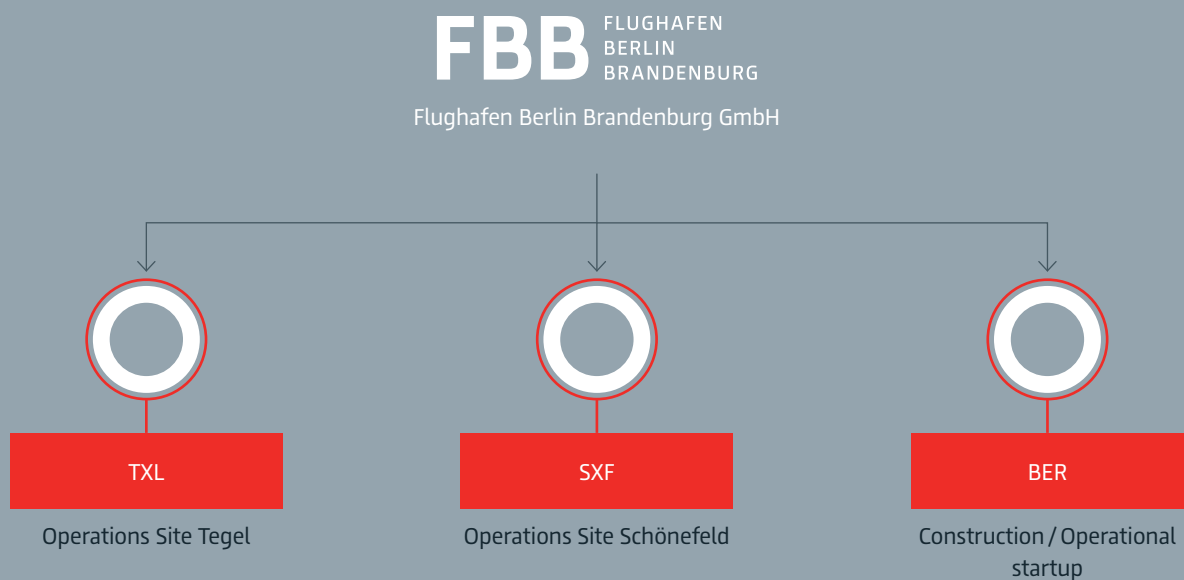 FBB
FLUGHAFEN
BERLIN
BRANDENBURG
Flughafen Berlin Brandenburg GmbH
TXL
Operations Site Tegel
SXF
Operations Site Schönefeld
BER
Construction / Operational
startup